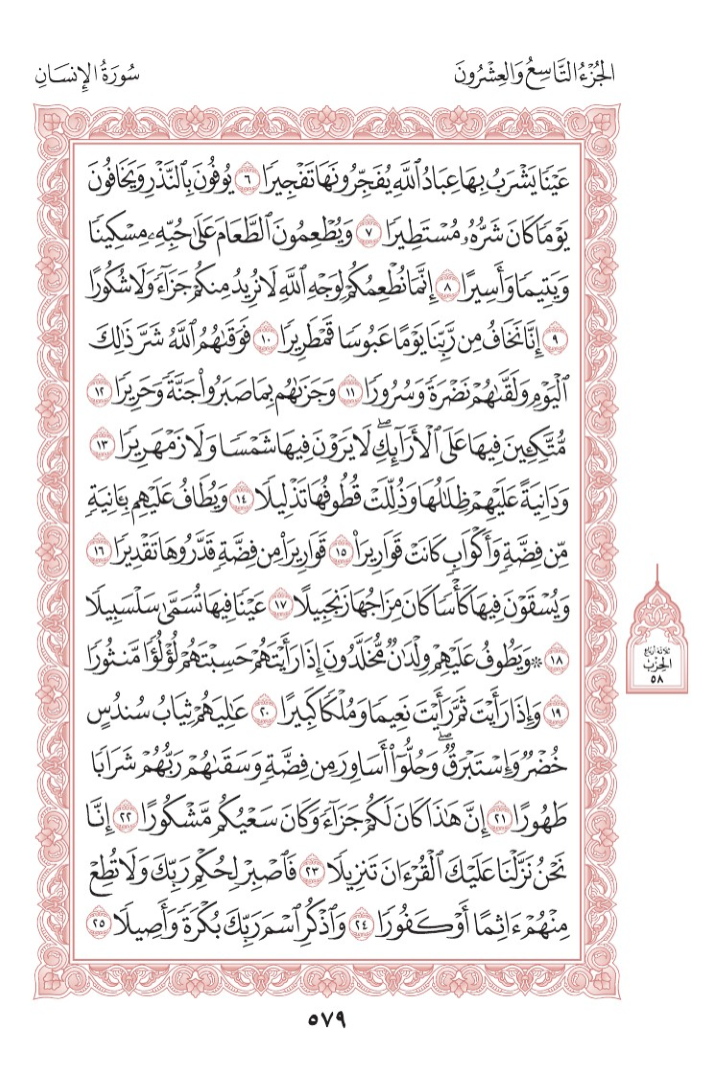 سُورَةُ الإِنسَانِ
الجُزْءُ التَّاسِعُ وَالعِشْرُونَ
عَيْنًا يَشْرَبُ بِهَا عِبَادُ ٱللَّهِ يُفَجِّرُونَهَا تَفْجِيرًا ٦ يُوفُونَ بِٱلنَّذْرِ وَيَخَافُونَ
يَوْمًا كَانَ شَرُّهُۥ مُسْتَطِيرًا ٧ وَيُطْعِمُونَ ٱلطَّعَامَ عَلَىٰ حُبِّهِۦ مِسْكِينًا
وَيَتِيمًا وَأَسِيرًا ٨ إِنَّمَا نُطْعِمُكُمْ لِوَجْهِ ٱللَّهِ لَا نُرِيدُ مِنكُمْ جَزَآءً وَلَا شُكُورًا
٩ إِنَّا نَخَافُ مِن رَّبِّنَا يَوْمًا عَبُوسًا قَمْطَرِيرًا ١٠ فَوَقَىٰهُمُ ٱللَّهُ شَرَّ ذَٰلِكَ
ٱلْيَوْمِ وَلَقَّىٰهُمْ نَضْرَةً وَسُرُورًا ١١ وَجَزَىٰهُم بِمَا صَبَرُوا۟ جَنَّةً وَحَرِيرًا ١٢
مُّتَّكِـِٔينَ فِيهَا عَلَى ٱلْأَرَآئِكِ ۖ لَا يَرَوْنَ فِيهَا شَمْسًا وَلَا زَمْهَرِيرًا ١٣
وَدَانِيَةً عَلَيْهِمْ ظِلَـٰلُهَا وَذُلِّلَتْ قُطُوفُهَا تَذْلِيلًا ١٤ وَيُطَافُ عَلَيْهِم بِـَٔانِيَةٍ
مِّن فِضَّةٍ وَأَكْوَابٍ كَانَتْ قَوَارِيرَا۠ ١٥ قَوَارِيرَا۟ مِن فِضَّةٍ قَدَّرُوهَا تَقْدِيرًا ١٦
وَيُسْقَوْنَ فِيهَا كَأْسًا كَانَ مِزَاجُهَا زَنجَبِيلًا ١٧ عَيْنًا فِيهَا تُسَمَّىٰ سَلْسَبِيلًا
١٨ ۞ وَيَطُوفُ عَلَيْهِمْ وِلْدَٰنٌ مُّخَلَّدُونَ إِذَا رَأَيْتَهُمْ حَسِبْتَهُمْ لُؤْلُؤًا مَّنثُورًا
١٩ وَإِذَا رَأَيْتَ ثَمَّ رَأَيْتَ نَعِيمًا وَمُلْكًا كَبِيرًا ٢٠ عَـٰلِيَهُمْ ثِيَابُ سُندُسٍ
خُضْرٌ وَإِسْتَبْرَقٌ ۖ وَحُلُّوٓا۟ أَسَاوِرَ مِن فِضَّةٍ وَسَقَىٰهُمْ رَبُّهُمْ شَرَابًا
طَهُورًا ٢١ إِنَّ هَـٰذَا كَانَ لَكُمْ جَزَآءً وَكَانَ سَعْيُكُم مَّشْكُورًا ٢٢ إِنَّا
نَحْنُ نَزَّلْنَا عَلَيْكَ ٱلْقُرْءَانَ تَنزِيلًا ٢٣ فَٱصْبِرْ لِحُكْمِ رَبِّكَ وَلَا تُطِعْ
مِنْهُمْ ءَاثِمًا أَوْ كَفُورًا ٢٤ وَٱذْكُرِ ٱسْمَ رَبِّكَ بُكْرَةً وَأَصِيلًا ٢٥
ثلاثة أرباع
الحزب
٥٨
٥٧٩